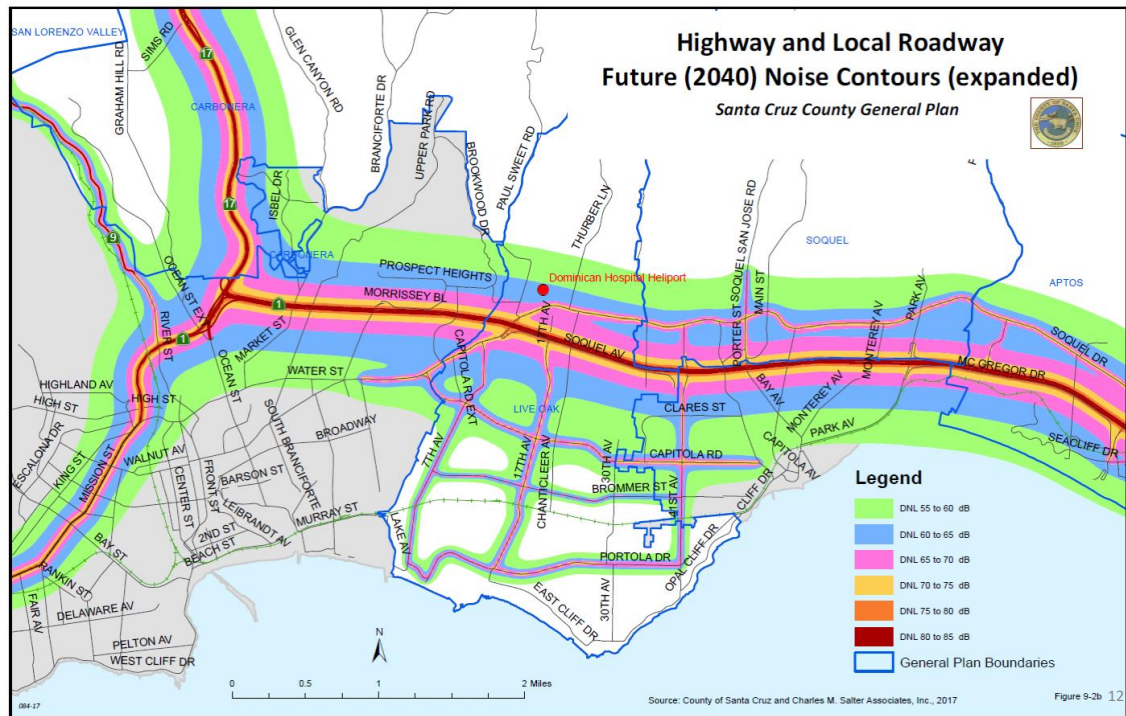 Highway and Local Roadway
Future (2040) Noise Contours (expanded)
Santa Cruz County General Plan
SAN LORENZO VALLEY
SIMS RD
GRAHAM HILL RD
17
CARBONERA
GLEN CANYON RD
BRANCIFORTE DR
UPPER PARK RD
BROOKWOOD DR
PAUL SWEET RD
THURBER LN
ISBEL DR
17
9
CARBONERA
OCEAN ST EXT
PROSPECT HEIGHTS
Dominican Hospital Heliport
MORRISSEY BL
1
SOQUEL
PORTER ST
SOQUEL SAN JOSE RD
MAIN ST
MONTEREY AV
PARK AV
APTOS
SOQUEL DR
RIVER ST
1
MARKET ST
OCEAN ST
WATER ST
CAPITOLA RD EXT
17TH AV
SOQUEL AV
MC GREGOR DR
BAY AV
MONTEREY AV
HIGHLAND AV
HIGH ST
HIGH ST
SOUTH BRANCIFORTE
BROADWAY
LIVE OAK
CLARES ST
PARK AV
SEACLIFF DR
ESCALONA DR
KING ST
MISSION ST
WALNUT AV
CENTER ST
FRONT ST
BARSON ST
LEIBRANDT AV
2ND ST
BEACH ST
MURRAY ST
7TH AV
17TH AV
CHANTICLEER AV
30TH AV
CAPITOLA RD
CAPITOLA AV
BROMMER ST
41ST AV
CLIFF DR
BAY ST
LAKE AV
PORTOLA DR
OPAL CLIFF DR
RANKIN ST
FAIR AV
DELAWARE AV
PELTON AV
WEST CLIFF DR
EAST CLIFF DR
30TH AV
Legend
DNL 55 to 60 dB
DNL 60 to 65 dB
DNL 65 to 70 dB
DNL 70 to 75 dB
DNL 75 to 80 dB
DNL 80 to 85 dB
General Plan Boundaries
N
0 0.5 1 2 Miles
Source: County of Santa Cruz and Charles M. Salter Associates, Inc., 2017
Figure 9-2b 12
084-17